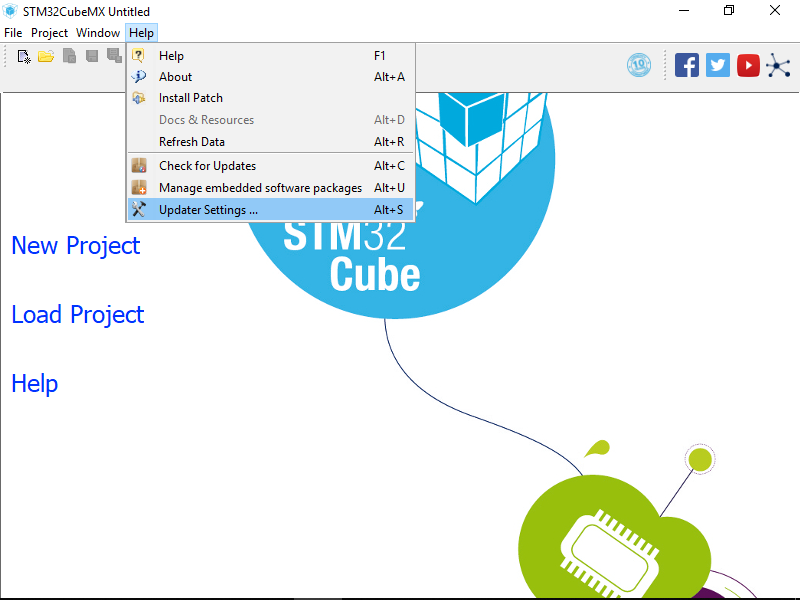 STM32CubeMX Untitled
File Project Window Help
Help F1
About Alt+A
Install Patch
Docs & Resources Alt+D
Refresh Data Alt+R
Check for Updates Alt+C
Manage embedded software packages Alt+U
Updater Settings ... Alt+S
10
STM32
Cube
New Project
Load Project
Help